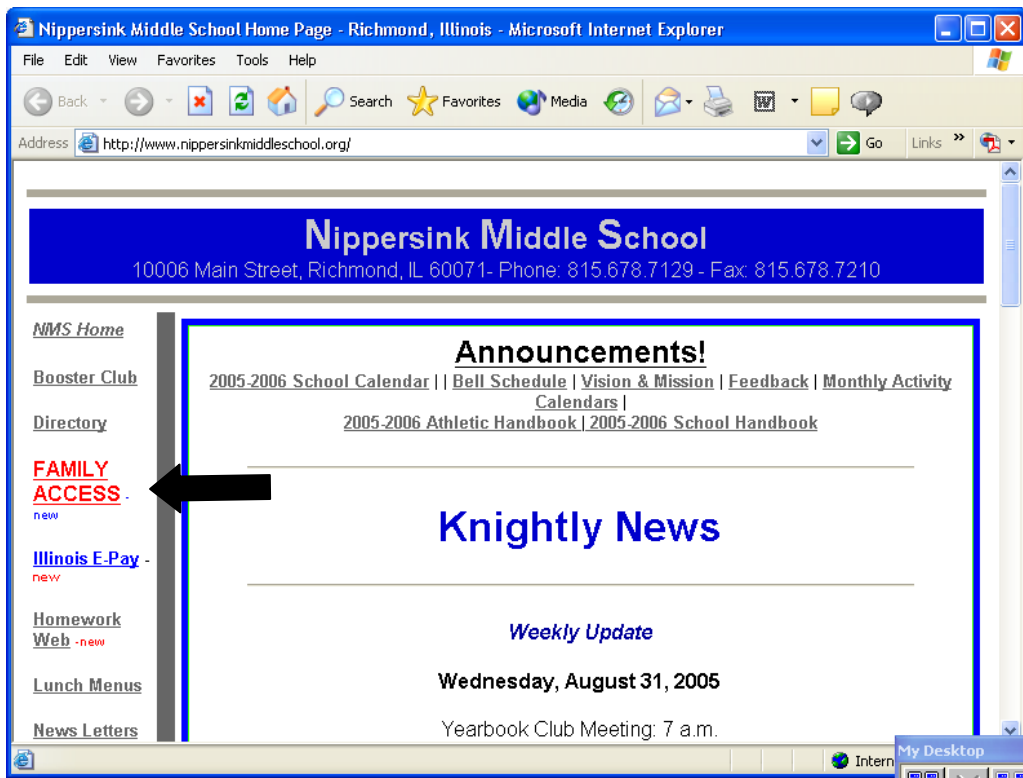 Nippersink Middle School Home Page - Richmond, Illinois - Microsoft Internet Explorer
File Edit View Favorites Tools Help
Back Search Favorites Media
Address http://www.nippersinkmiddleschool.org/ Go Links »
Nippersink Middle School
10006 Main Street, Richmond, IL 60071- Phone: 815.678.7129 - Fax: 815.678.7210
NMS Home
Booster Club
Directory
FAMILY
ACCESS -
new
Illinois E-Pay -
new
Homework
Web -new
Lunch Menus
News Letters
Announcements!
2005-2006 School Calendar | | Bell Schedule | Vision & Mission | Feedback | Monthly Activity
Calendars |
2005-2006 Athletic Handbook | 2005-2006 School Handbook
Knightly News
Weekly Update
Wednesday, August 31, 2005
Yearbook Club Meeting: 7 a.m.
Intern
My Desktop